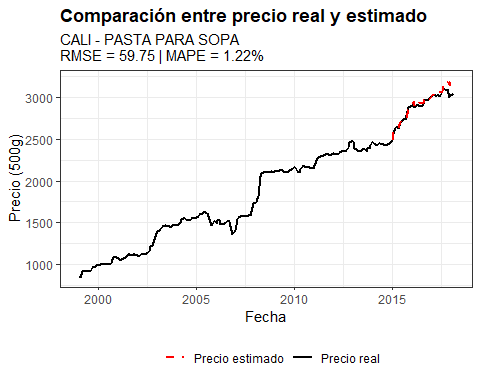 Comparación entre precio real y estimado
CALI - PASTA PARA SOPA
RMSE = 59.75 | MAPE = 1.22%
Precio (500g)
3000
2500
2000
1500
1000
2000
2005
2010
2015
Fecha
Precio estimado
Precio real